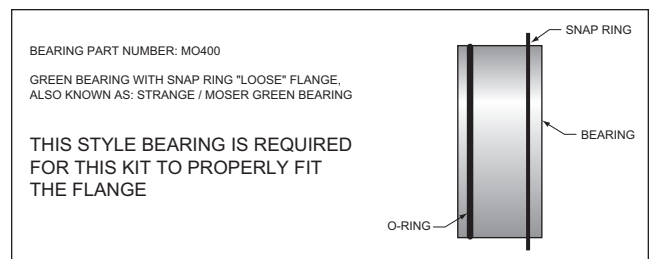 BEARING PART NUMBER: MO400
GREEN BEARING WITH SNAP RING "LOOSE" FLANGE,
ALSO KNOWN AS: STRANGE / MOSER GREEN BEARING
THIS STYLE BEARING IS REQUIRED
FOR THIS KIT TO PROPERLY FIT
THE FLANGE
SNAP RING
BEARING
O-RING